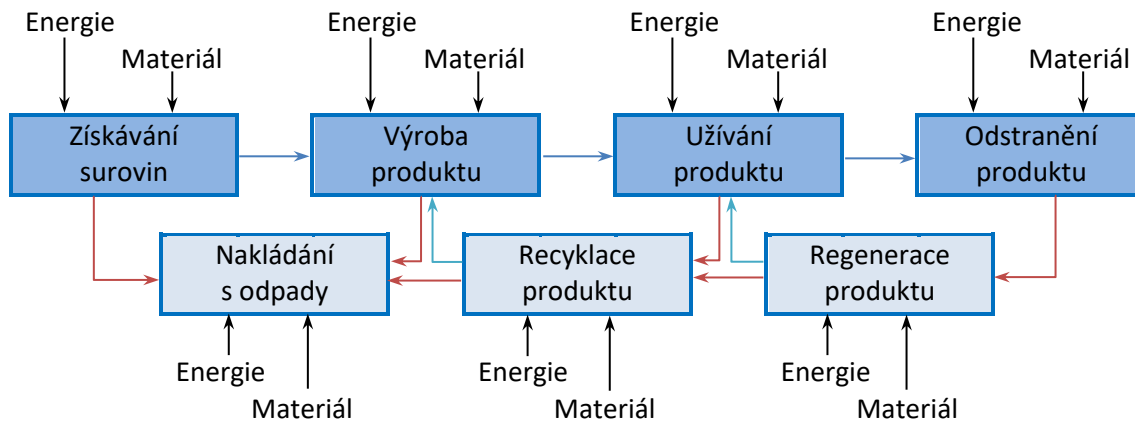 Energie
Materiál
Energie
Materiál
Energie
Materiál
Energie
Materiál
Získávání
surovin
Výroba
produktu
Užívání
produktu
Odstranění
produktu
Nakládání
s odpady
Recyklace
produktu
Regenerace
produktu
Energie
Materiál
Energie
Materiál
Energie
Materiál